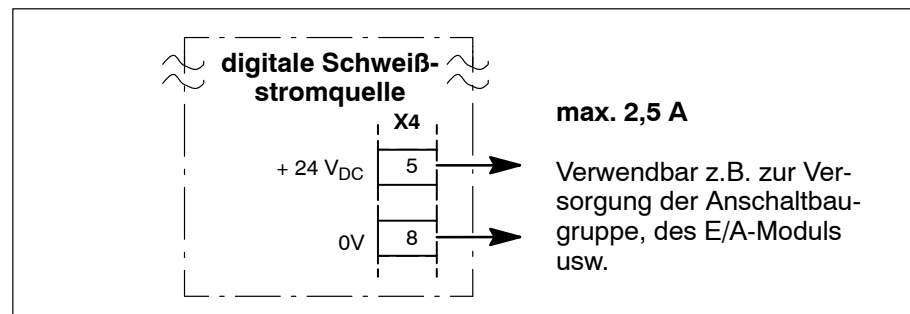 digitale Schweiß-
stromquelle
X4
+ 24 VDC 5
0V 8
max. 2,5 A
Verwendbar z.B. zur Ver-
sorgung der Anschaltbau-
gruppe, des E/A-Moduls
usw.